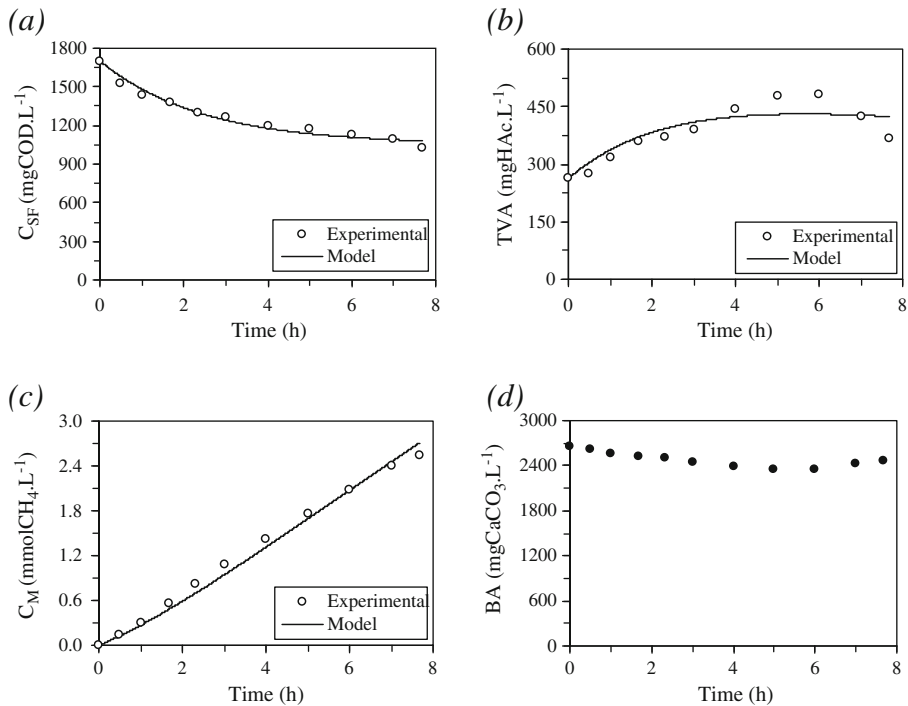 (a)
1800
1500
1200
900
600
300
0
C_SF (mgCOD.L⁻¹)
Experimental
Model
0 2 4 6 8
Time (h)
(b)
600
450
300
150
0
TVA (mgHAc.L⁻¹)
Experimental
Model
0 2 4 6 8
Time (h)
(c)
3.0
2.4
1.8
1.2
0.6
0.0
C_M (mmolCH₄.L⁻¹)
Experimental
Model
0 2 4 6 8
Time (h)
(d)
3000
2400
1800
1200
600
0
BA (mgCaCO₃.L⁻¹)
0 2 4 6 8
Time (h)